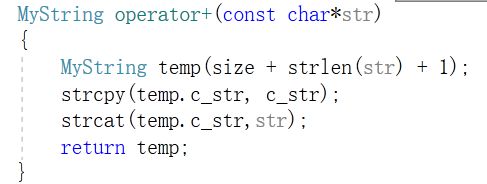 MyString operator+(const char*str)
{
MyString temp(size + strlen(str) + 1);
strcpy(temp.c_str, c_str);
strcat(temp.c_str,str);
return temp;
}